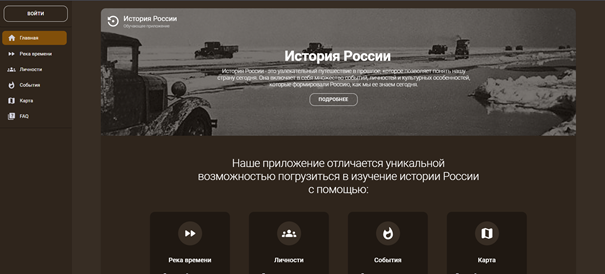 ВОЙТИ
Главная
Река времени
Личности
События
Карта
FAQ
История России
Обучающее приложение
История России
История России - это увлекательный путешествие в прошлое которое позволяет понять нашу
страну сегодня. Она включает в себя множество событий, личностей и культурных особенностей,
которые формировали Россию, как мы ее знаем сегодня.
ПОДРОБНЕЕ
Наше приложение отличается уникальной
возможностью погрузиться в изучение истории России
с помощью:
Река времени
Личности
События
Карта